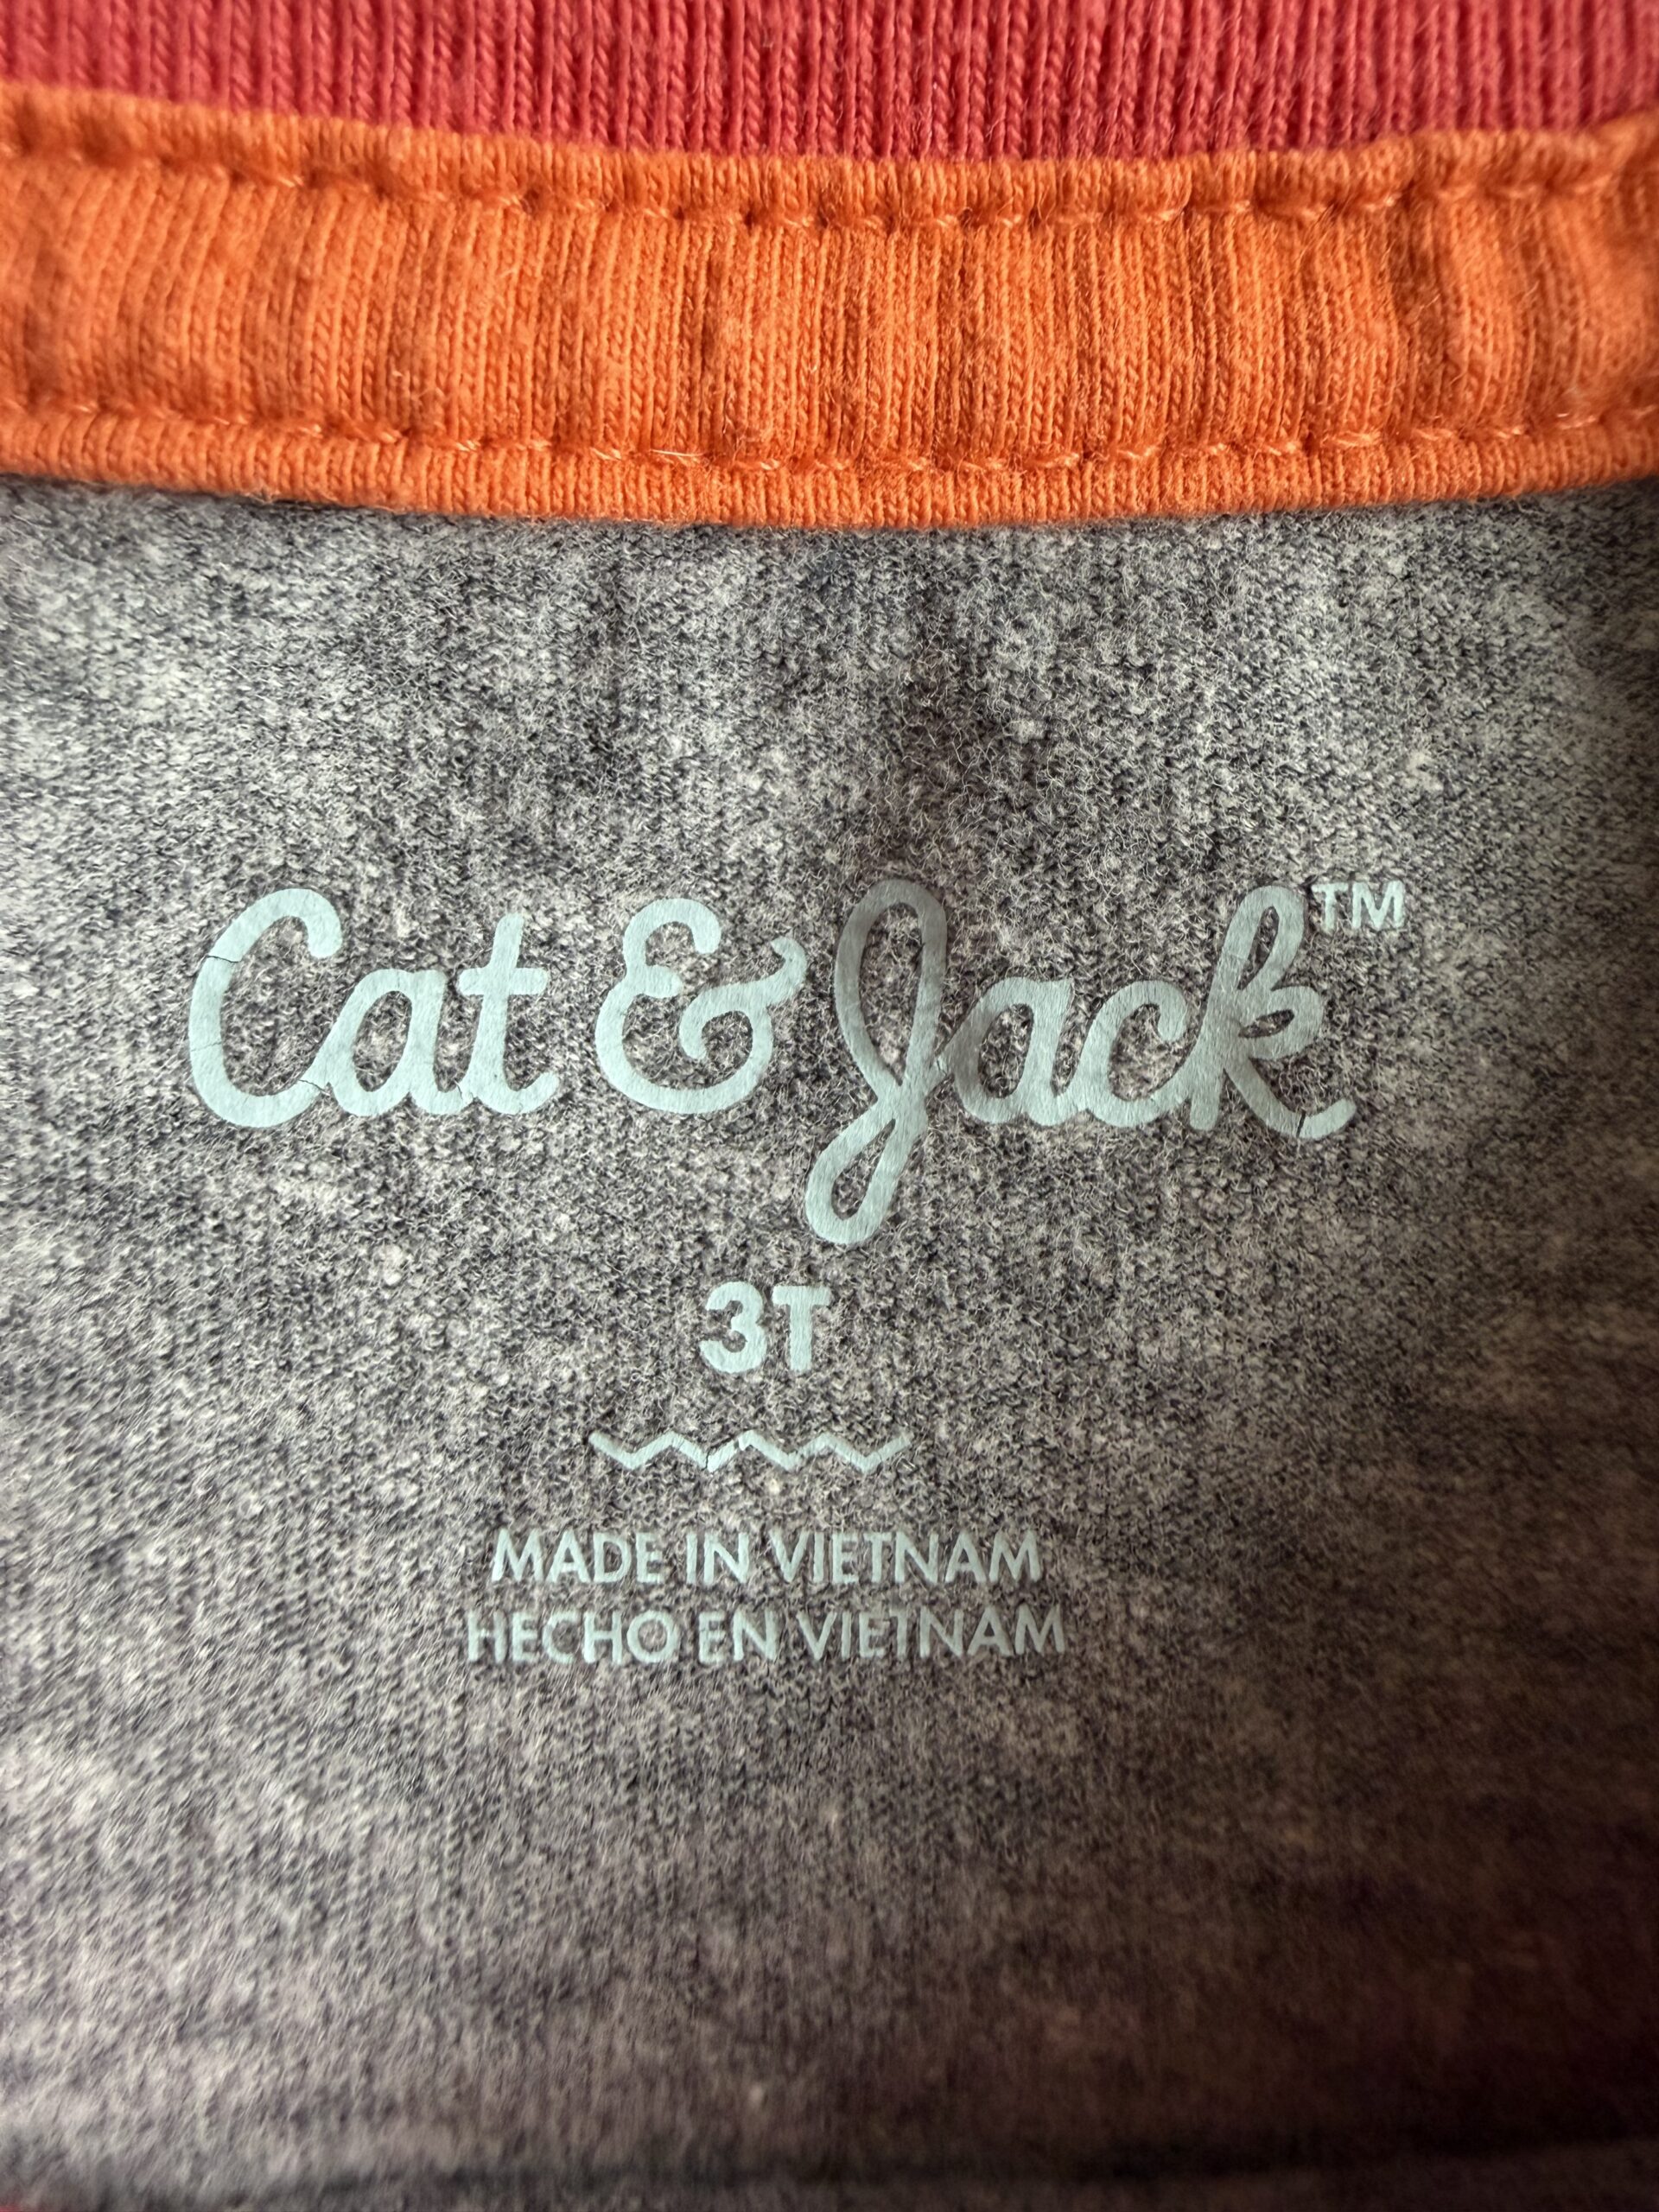 Cat & Jack™
3T
MADE IN VIETNAM
HECHO EN VIETNAM